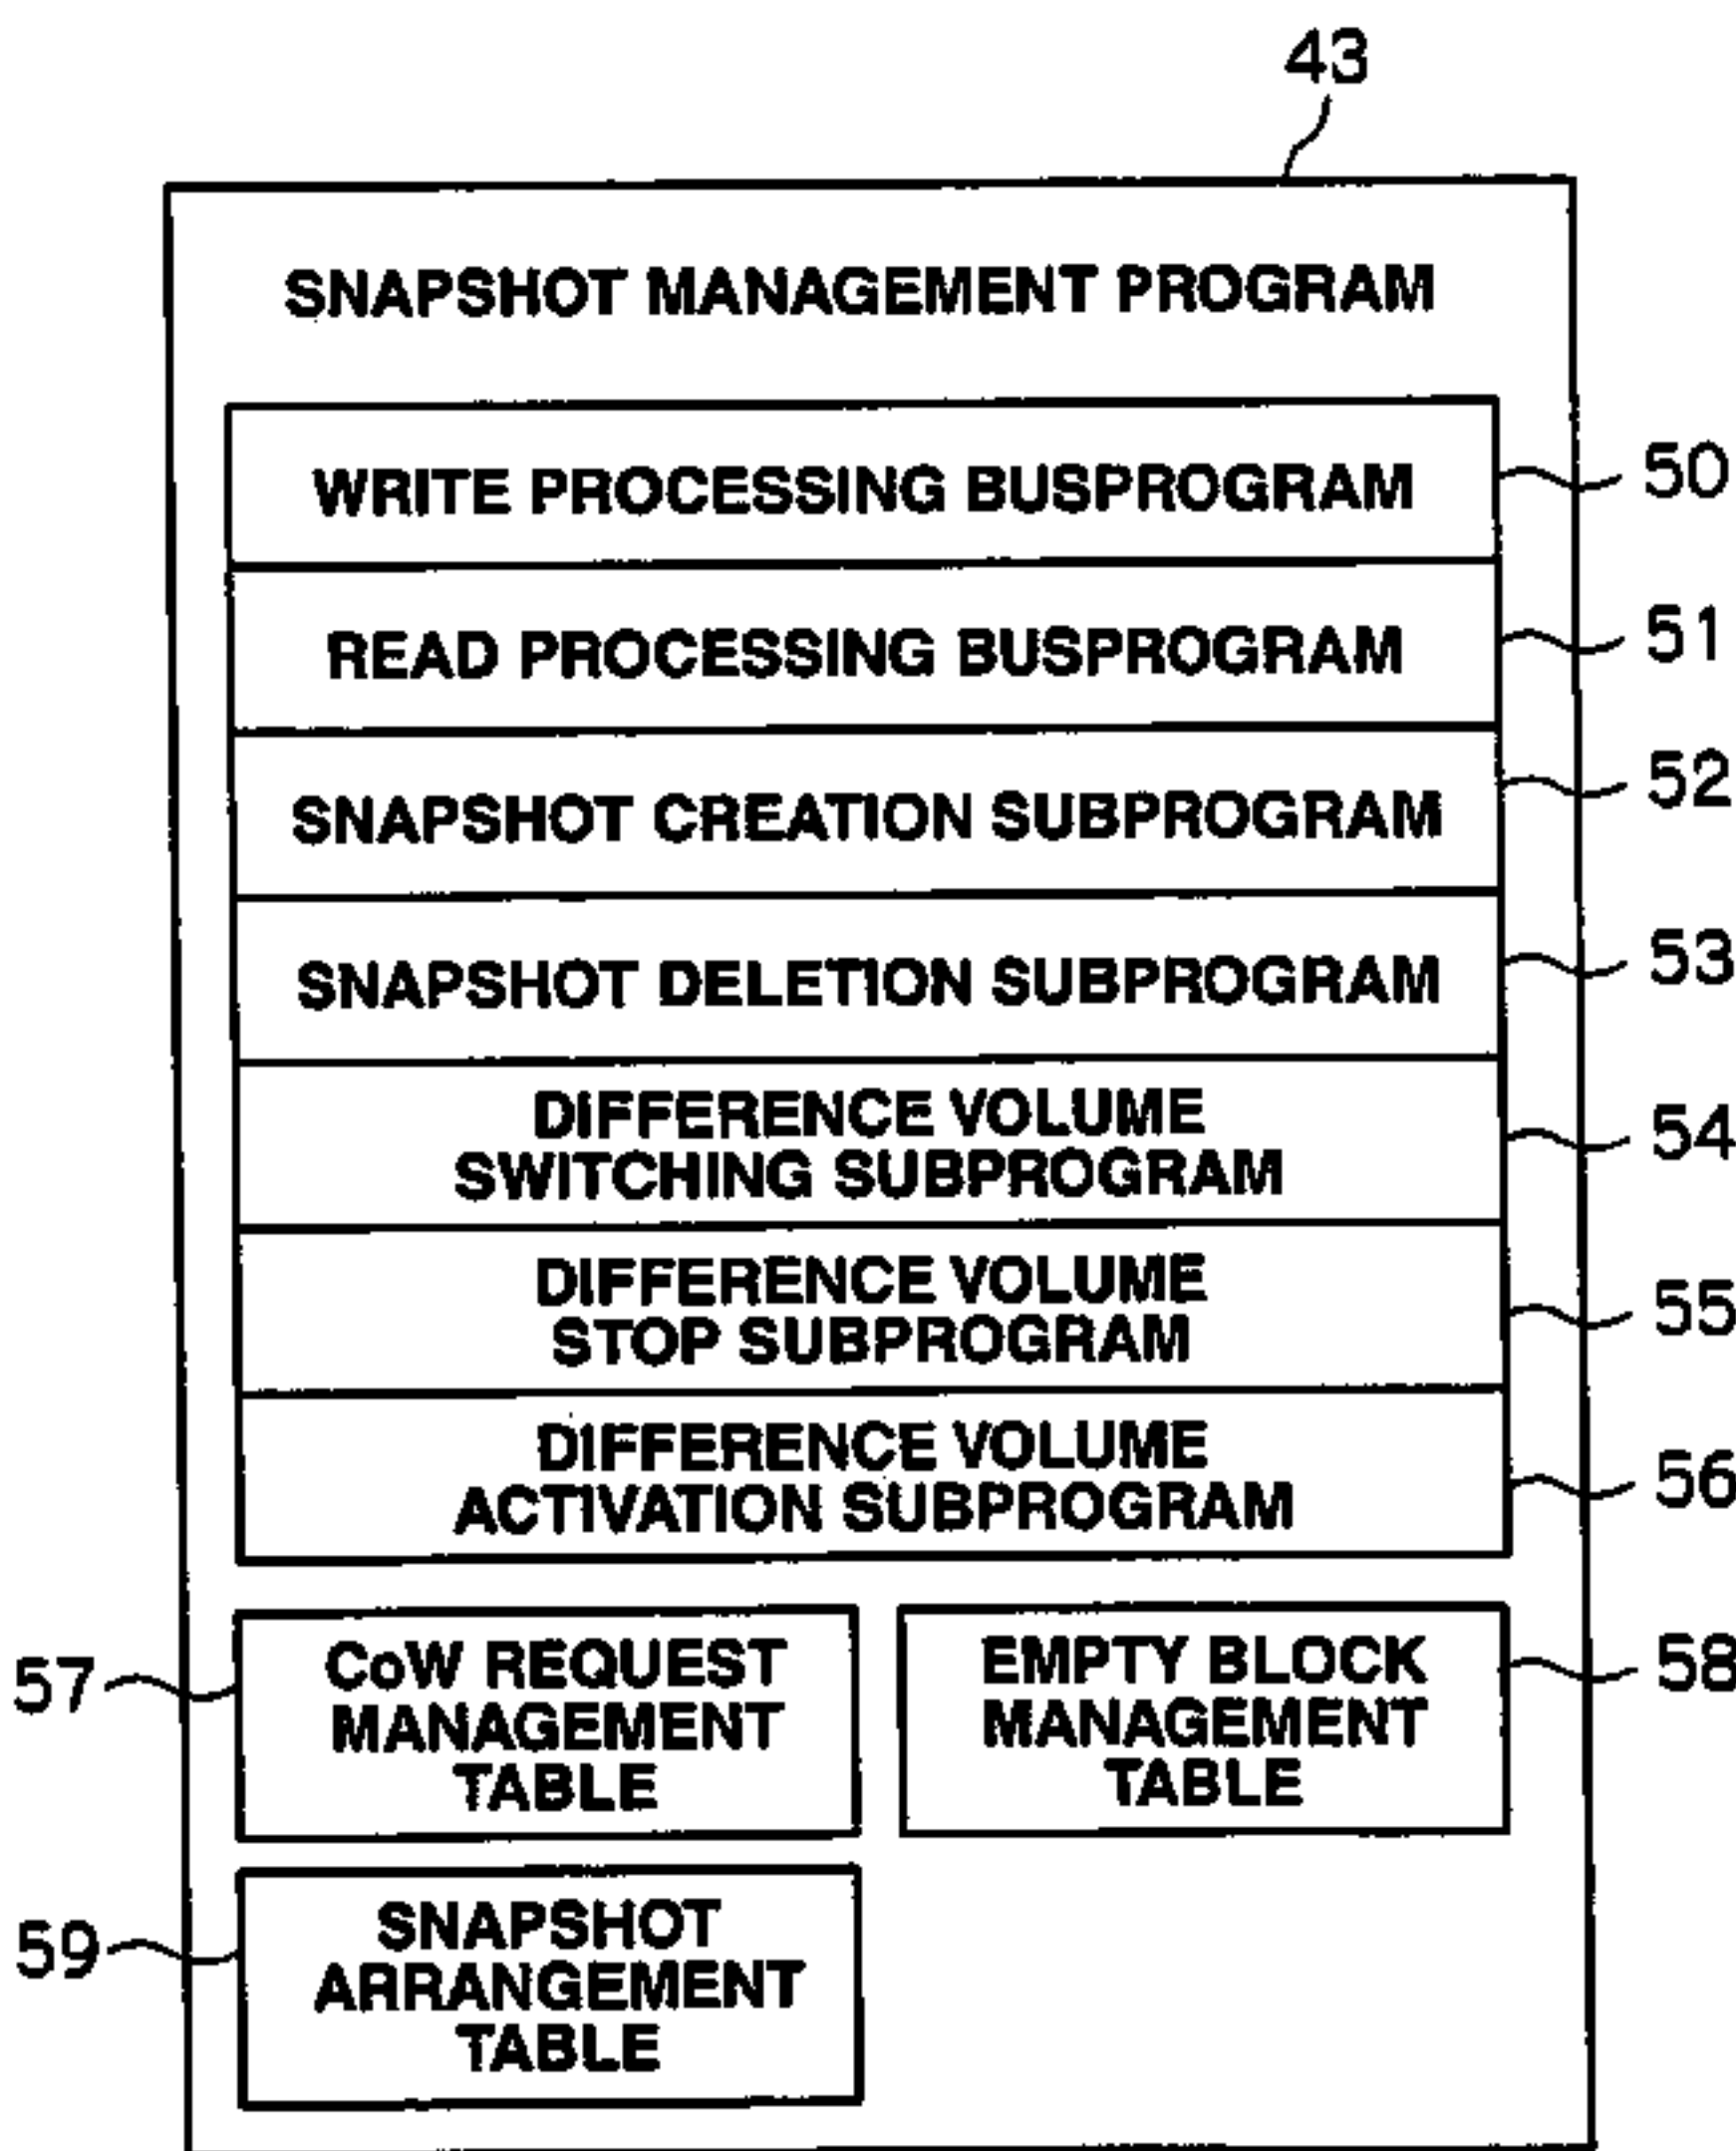 43
SNAPSHOT MANAGEMENT PROGRAM
WRITE PROCESSING BUSPROGRAM
50
READ PROCESSING BUSPROGRAM
51
SNAPSHOT CREATION SUBPROGRAM
52
SNAPSHOT DELETION SUBPROGRAM
53
DIFFERENCE VOLUME
SWITCHING SUBPROGRAM
54
DIFFERENCE VOLUME
STOP SUBPROGRAM
55
DIFFERENCE VOLUME
ACTIVATION SUBPROGRAM
56
57
CoW REQUEST
MANAGEMENT
TABLE
EMPTY BLOCK
MANAGEMENT
TABLE
58
59
SNAPSHOT
ARRANGEMENT
TABLE